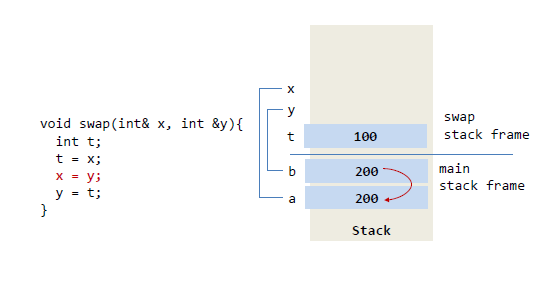 void swap(int& x, int &y){
int t;
t = x;
x = y;
y = t;
}
x
y
t
100
swap
stack frame
b
200
main
stack frame
a
200
Stack